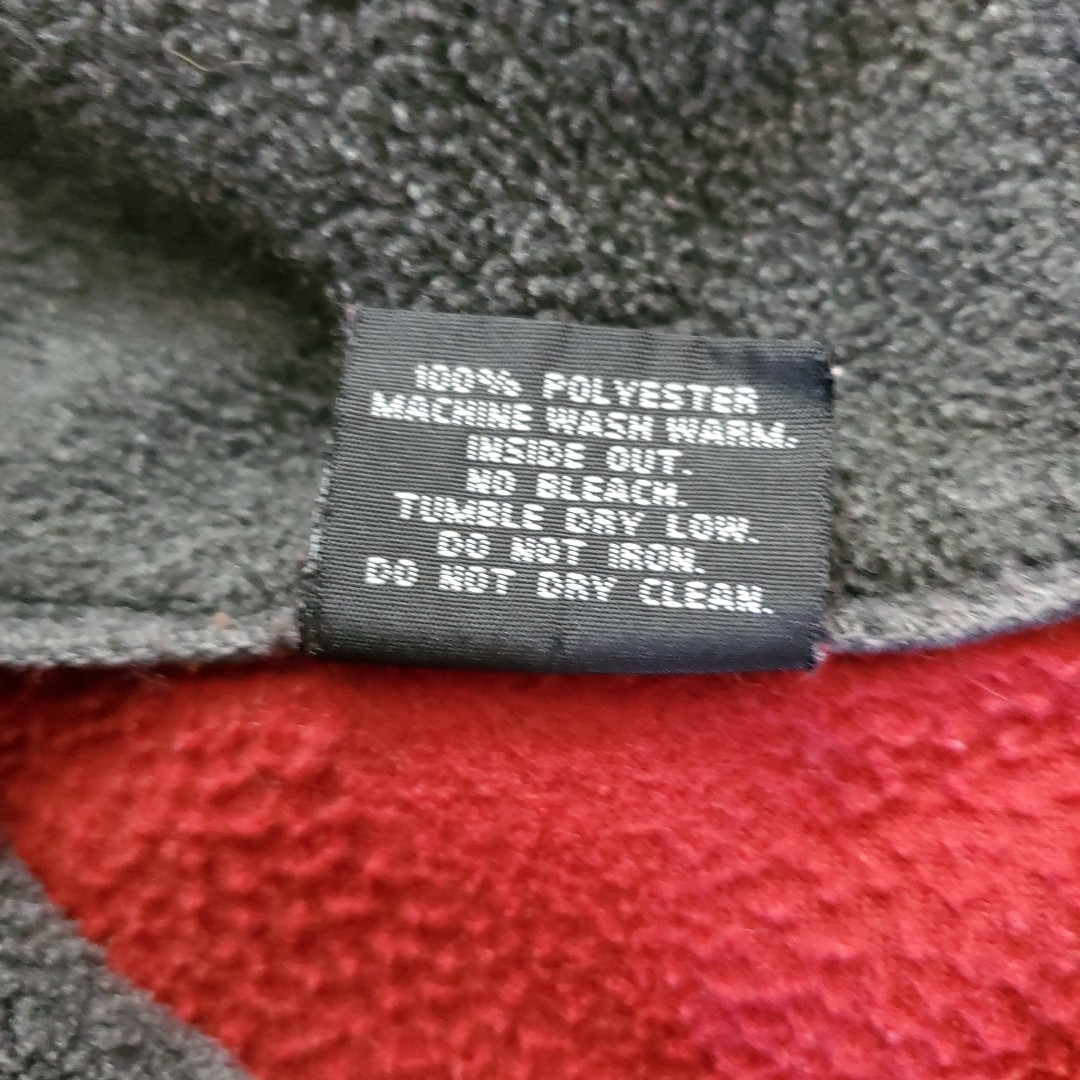 100% POLYESTER
MACHINE WASH WARM.
INSIDE OUT.
NO BLEACH.
TUMBLE DRY LOW.
DO NOT IRON.
DO NOT DRY CLEAN.